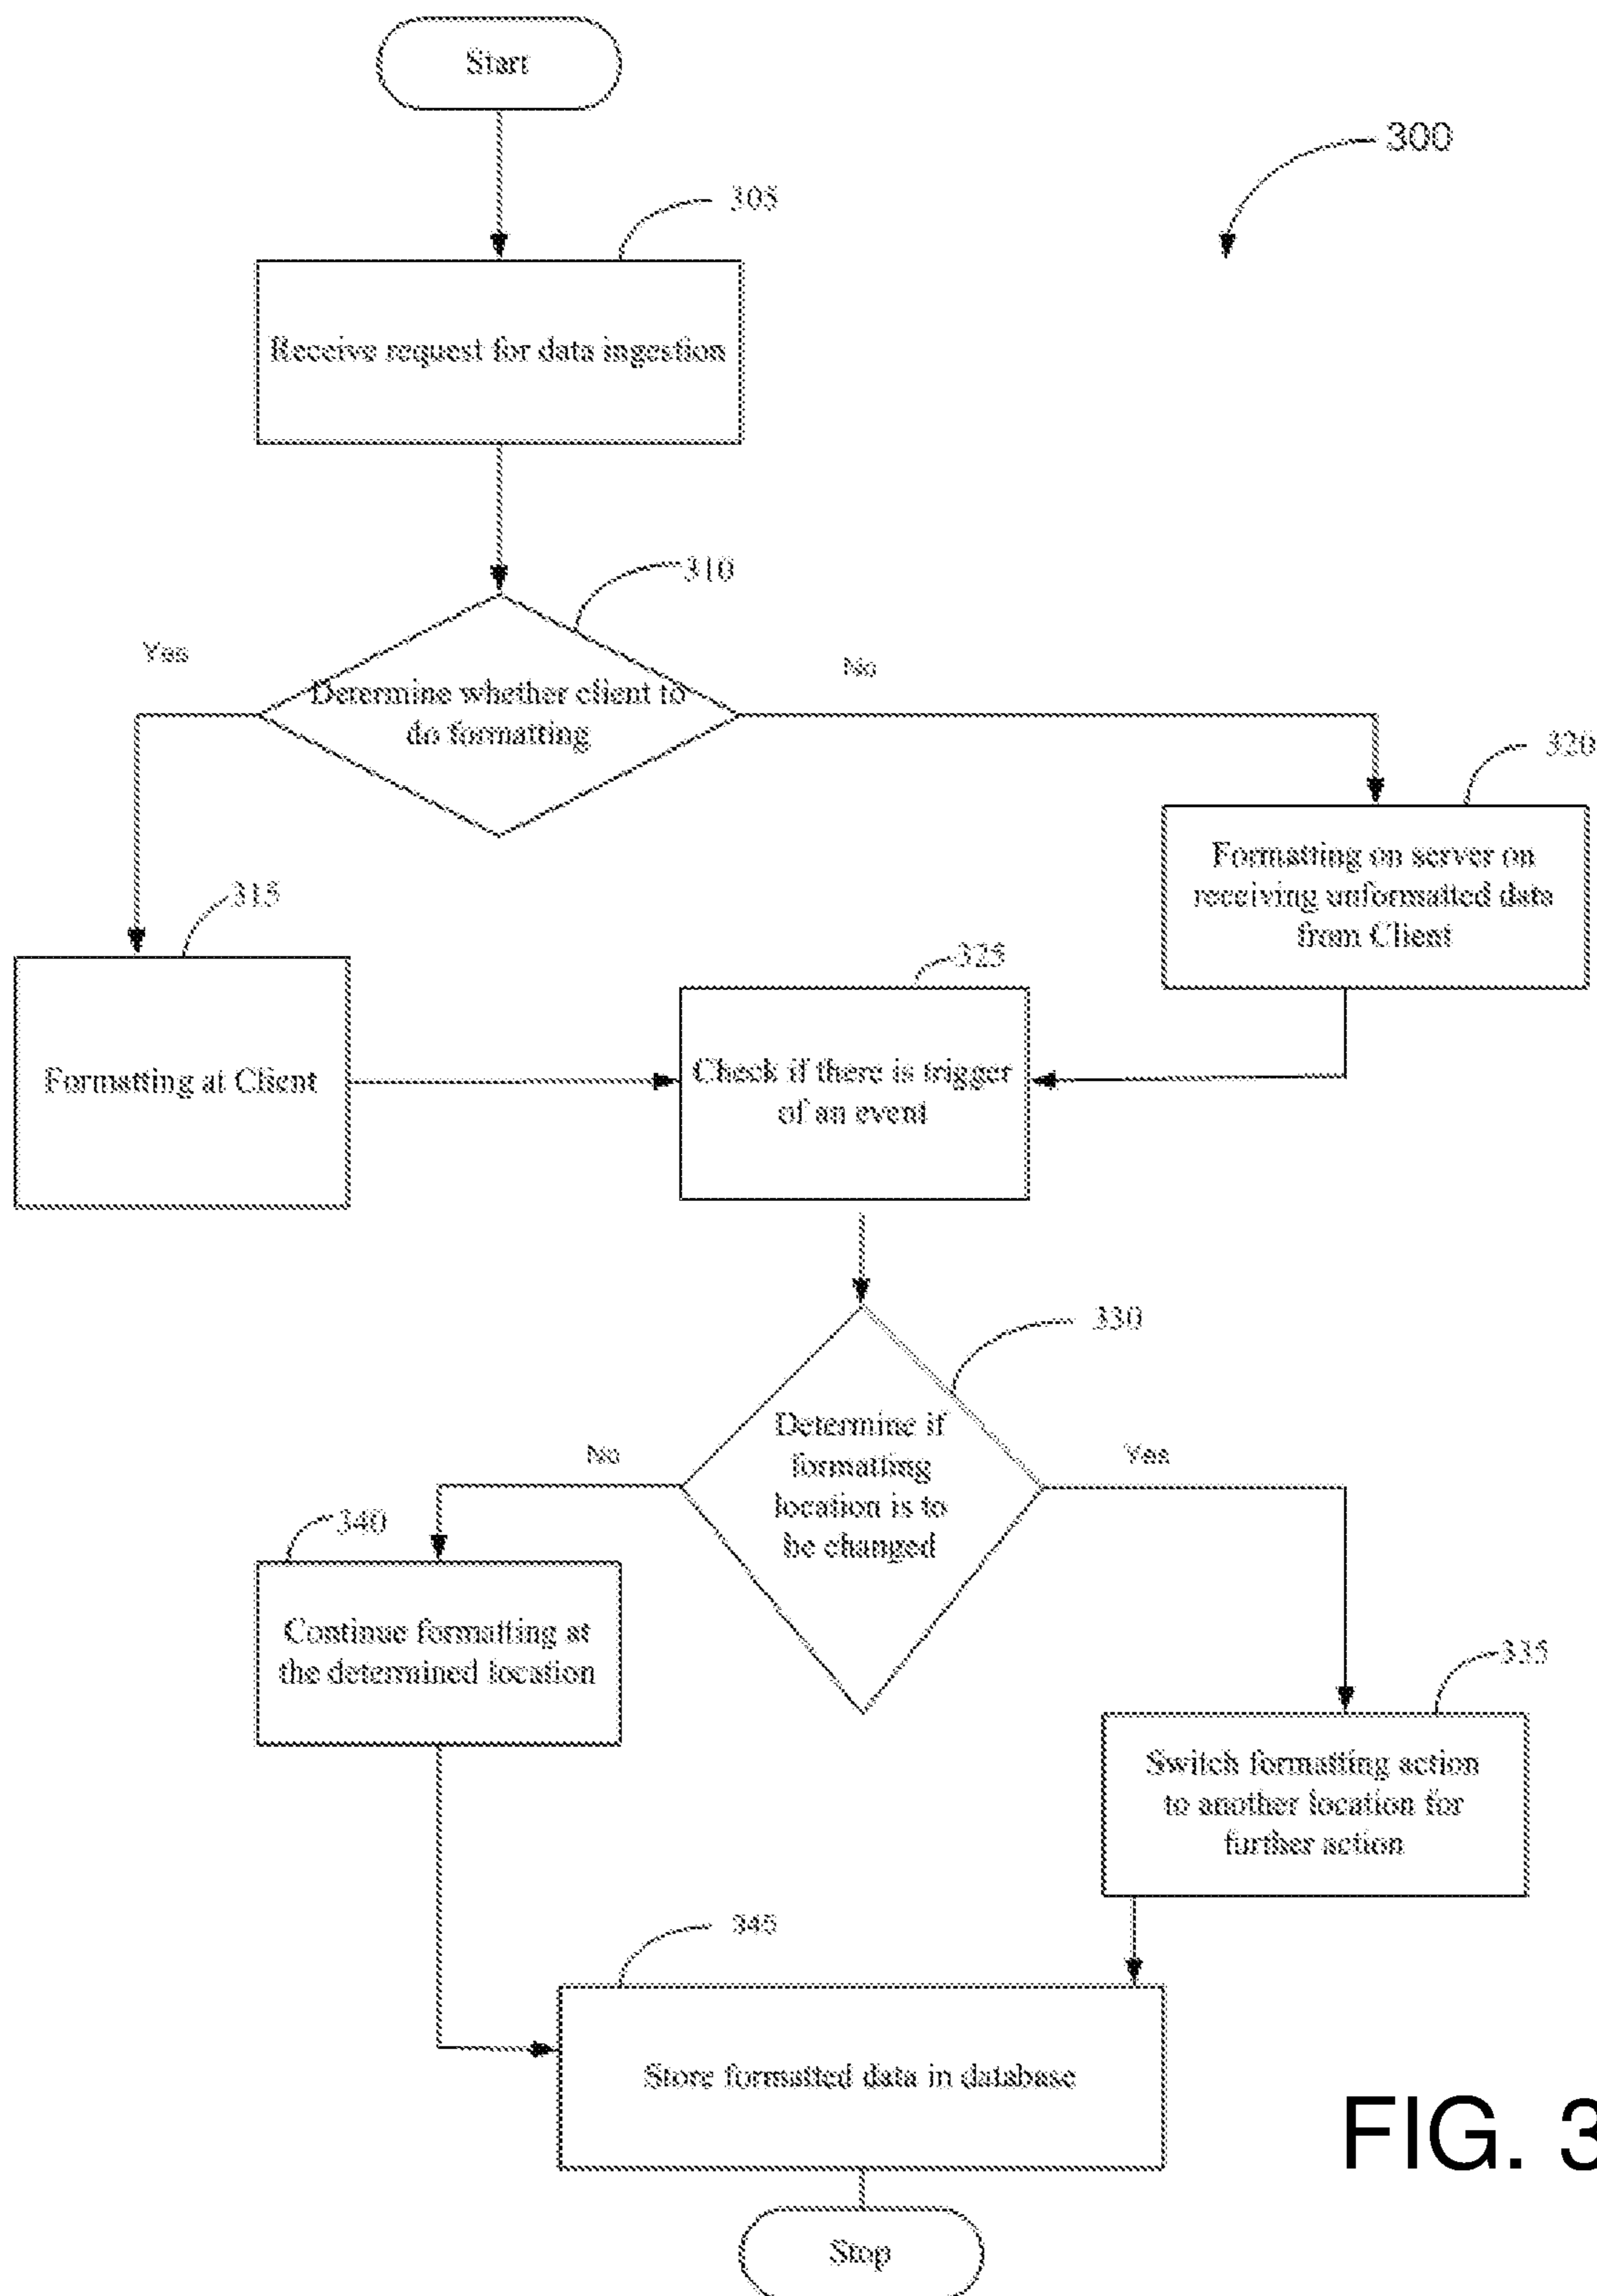 Start
300
305
Receive request for data ingestion
310
Yes
No
Determine whether client to
do formatting
320
Formatting on server on
receiving unformatted data
from Client
315
325
Formatting at Client
Check if there is trigger
of an event
330
Determine if
formatting
location is to
be changed
No
Yes
340
Continue formatting at
the determined location
335
Switch formatting action
to another location for
further action
345
Store formatted data in database
FIG. 3
Stop